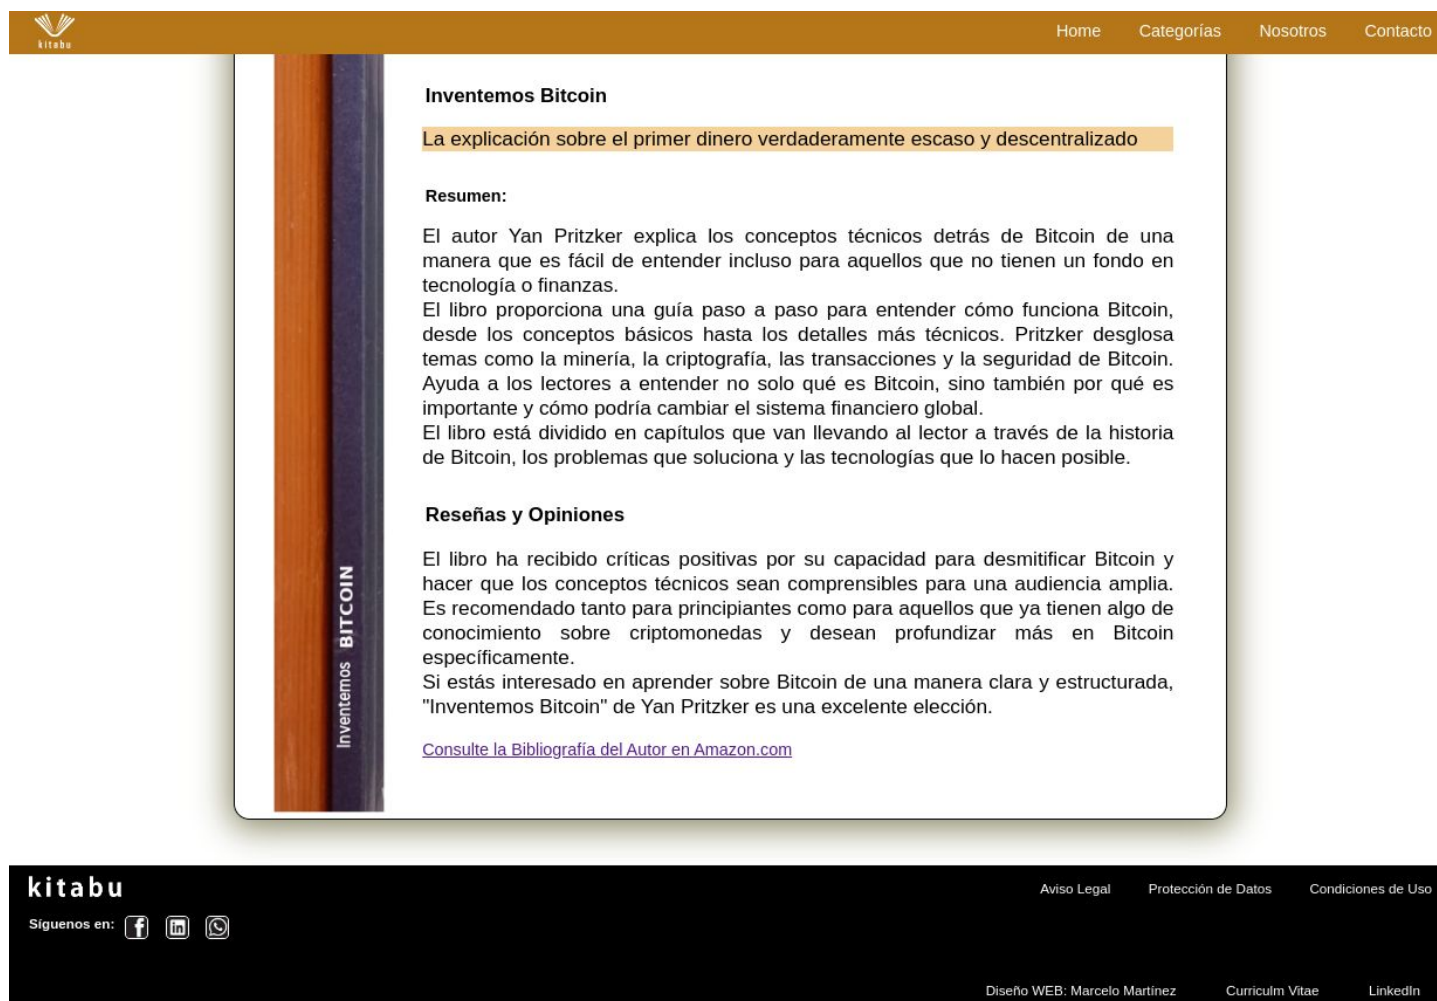 kitabu
Home Categorías Nosotros Contacto
Inventemos Bitcoin
La explicación sobre el primer dinero verdaderamente escaso y descentralizado
Resumen:
El autor Yan Pritzker explica los conceptos técnicos detrás de Bitcoin de una
manera que es fácil de entender incluso para aquellos que no tienen un fondo en
tecnología o finanzas.
El libro proporciona una guía paso a paso para entender cómo funciona Bitcoin,
desde los conceptos básicos hasta los detalles más técnicos. Pritzker desglosa
temas como la minería, la criptografía, las transacciones y la seguridad de Bitcoin.
Ayuda a los lectores a entender no solo qué es Bitcoin, sino también por qué es
importante y cómo podría cambiar el sistema financiero global.
El libro está dividido en capítulos que van llevando al lector a través de la historia
de Bitcoin, los problemas que soluciona y las tecnologías que lo hacen posible.
Reseñas y Opiniones
El libro ha recibido críticas positivas por su capacidad para desmitificar Bitcoin y
hacer que los conceptos técnicos sean comprensibles para una audiencia amplia.
Es recomendado tanto para principiantes como para aquellos que ya tienen algo de
conocimiento sobre criptomonedas y desean profundizar más en Bitcoin
específicamente.
Si estás interesado en aprender sobre Bitcoin de una manera clara y estructurada,
"Inventemos Bitcoin" de Yan Pritzker es una excelente elección.
Consulte la Bibliografía del Autor en Amazon.com
Inventemos BITCOIN
kitabu
Aviso Legal Protección de Datos Condiciones de Uso
Síguenos en:
Diseño WEB: Marcelo Martínez Curriculm Vitae LinkedIn